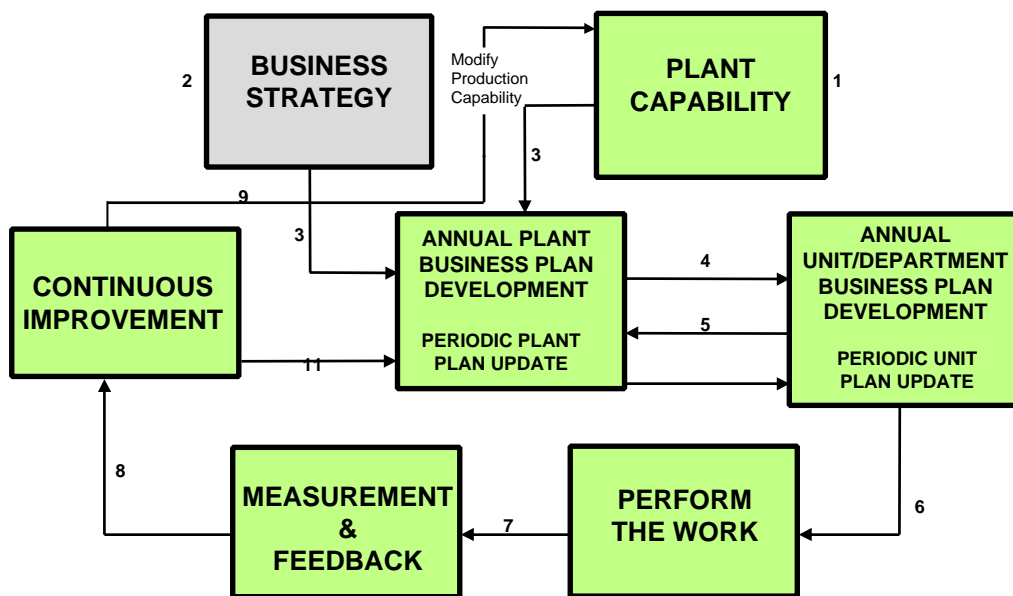 2
BUSINESS
STRATEGY
Modify
Production
Capability
PLANT
CAPABILITY
1
3
9
3
CONTINUOUS
IMPROVEMENT
11
ANNUAL PLANT
BUSINESS PLAN
DEVELOPMENT
PERIODIC PLANT
PLAN UPDATE
4
5
ANNUAL
UNIT/DEPARTMENT
BUSINESS PLAN
DEVELOPMENT
PERIODIC UNIT
PLAN UPDATE
8
MEASUREMENT
&
FEEDBACK
7
PERFORM
THE WORK
6